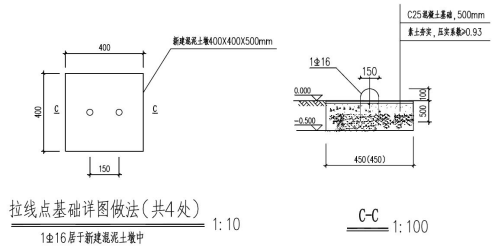 400
新建混泥土墩400X400X500mm
400
C
C
150
C25混凝土基础，500mm
素土夯实，压实系数≥0.93
1⏀16
150
0.000
100
500
-0.500
450(450)
拉线点基础详图做法(共4处)
1:10
1⏀16居于新建混泥土墩中
C-C
1:100